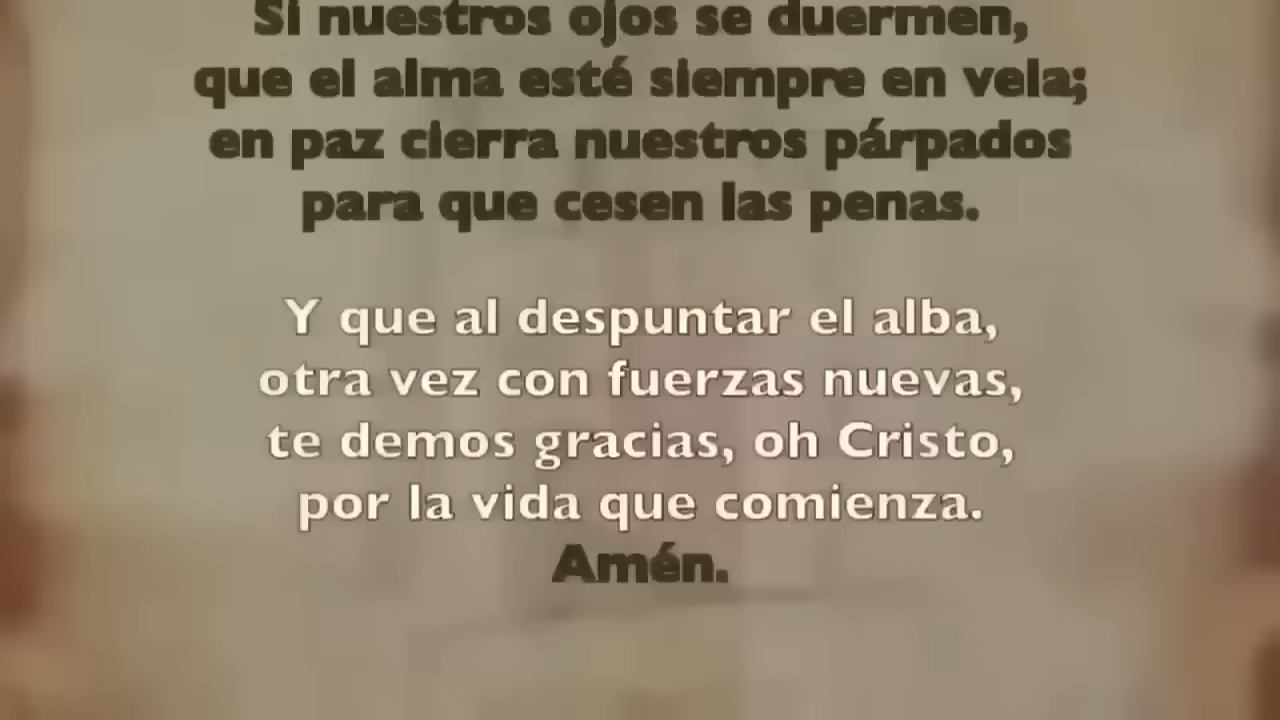 Si nuestros ojos se duermen,
que el alma esté siempre en vela;
en paz cierra nuestros párpados
para que cesen las penas.
Y que al despuntar el alba,
otra vez con fuerzas nuevas,
te demos gracias, oh Cristo,
por la vida que comienza.
Amén.